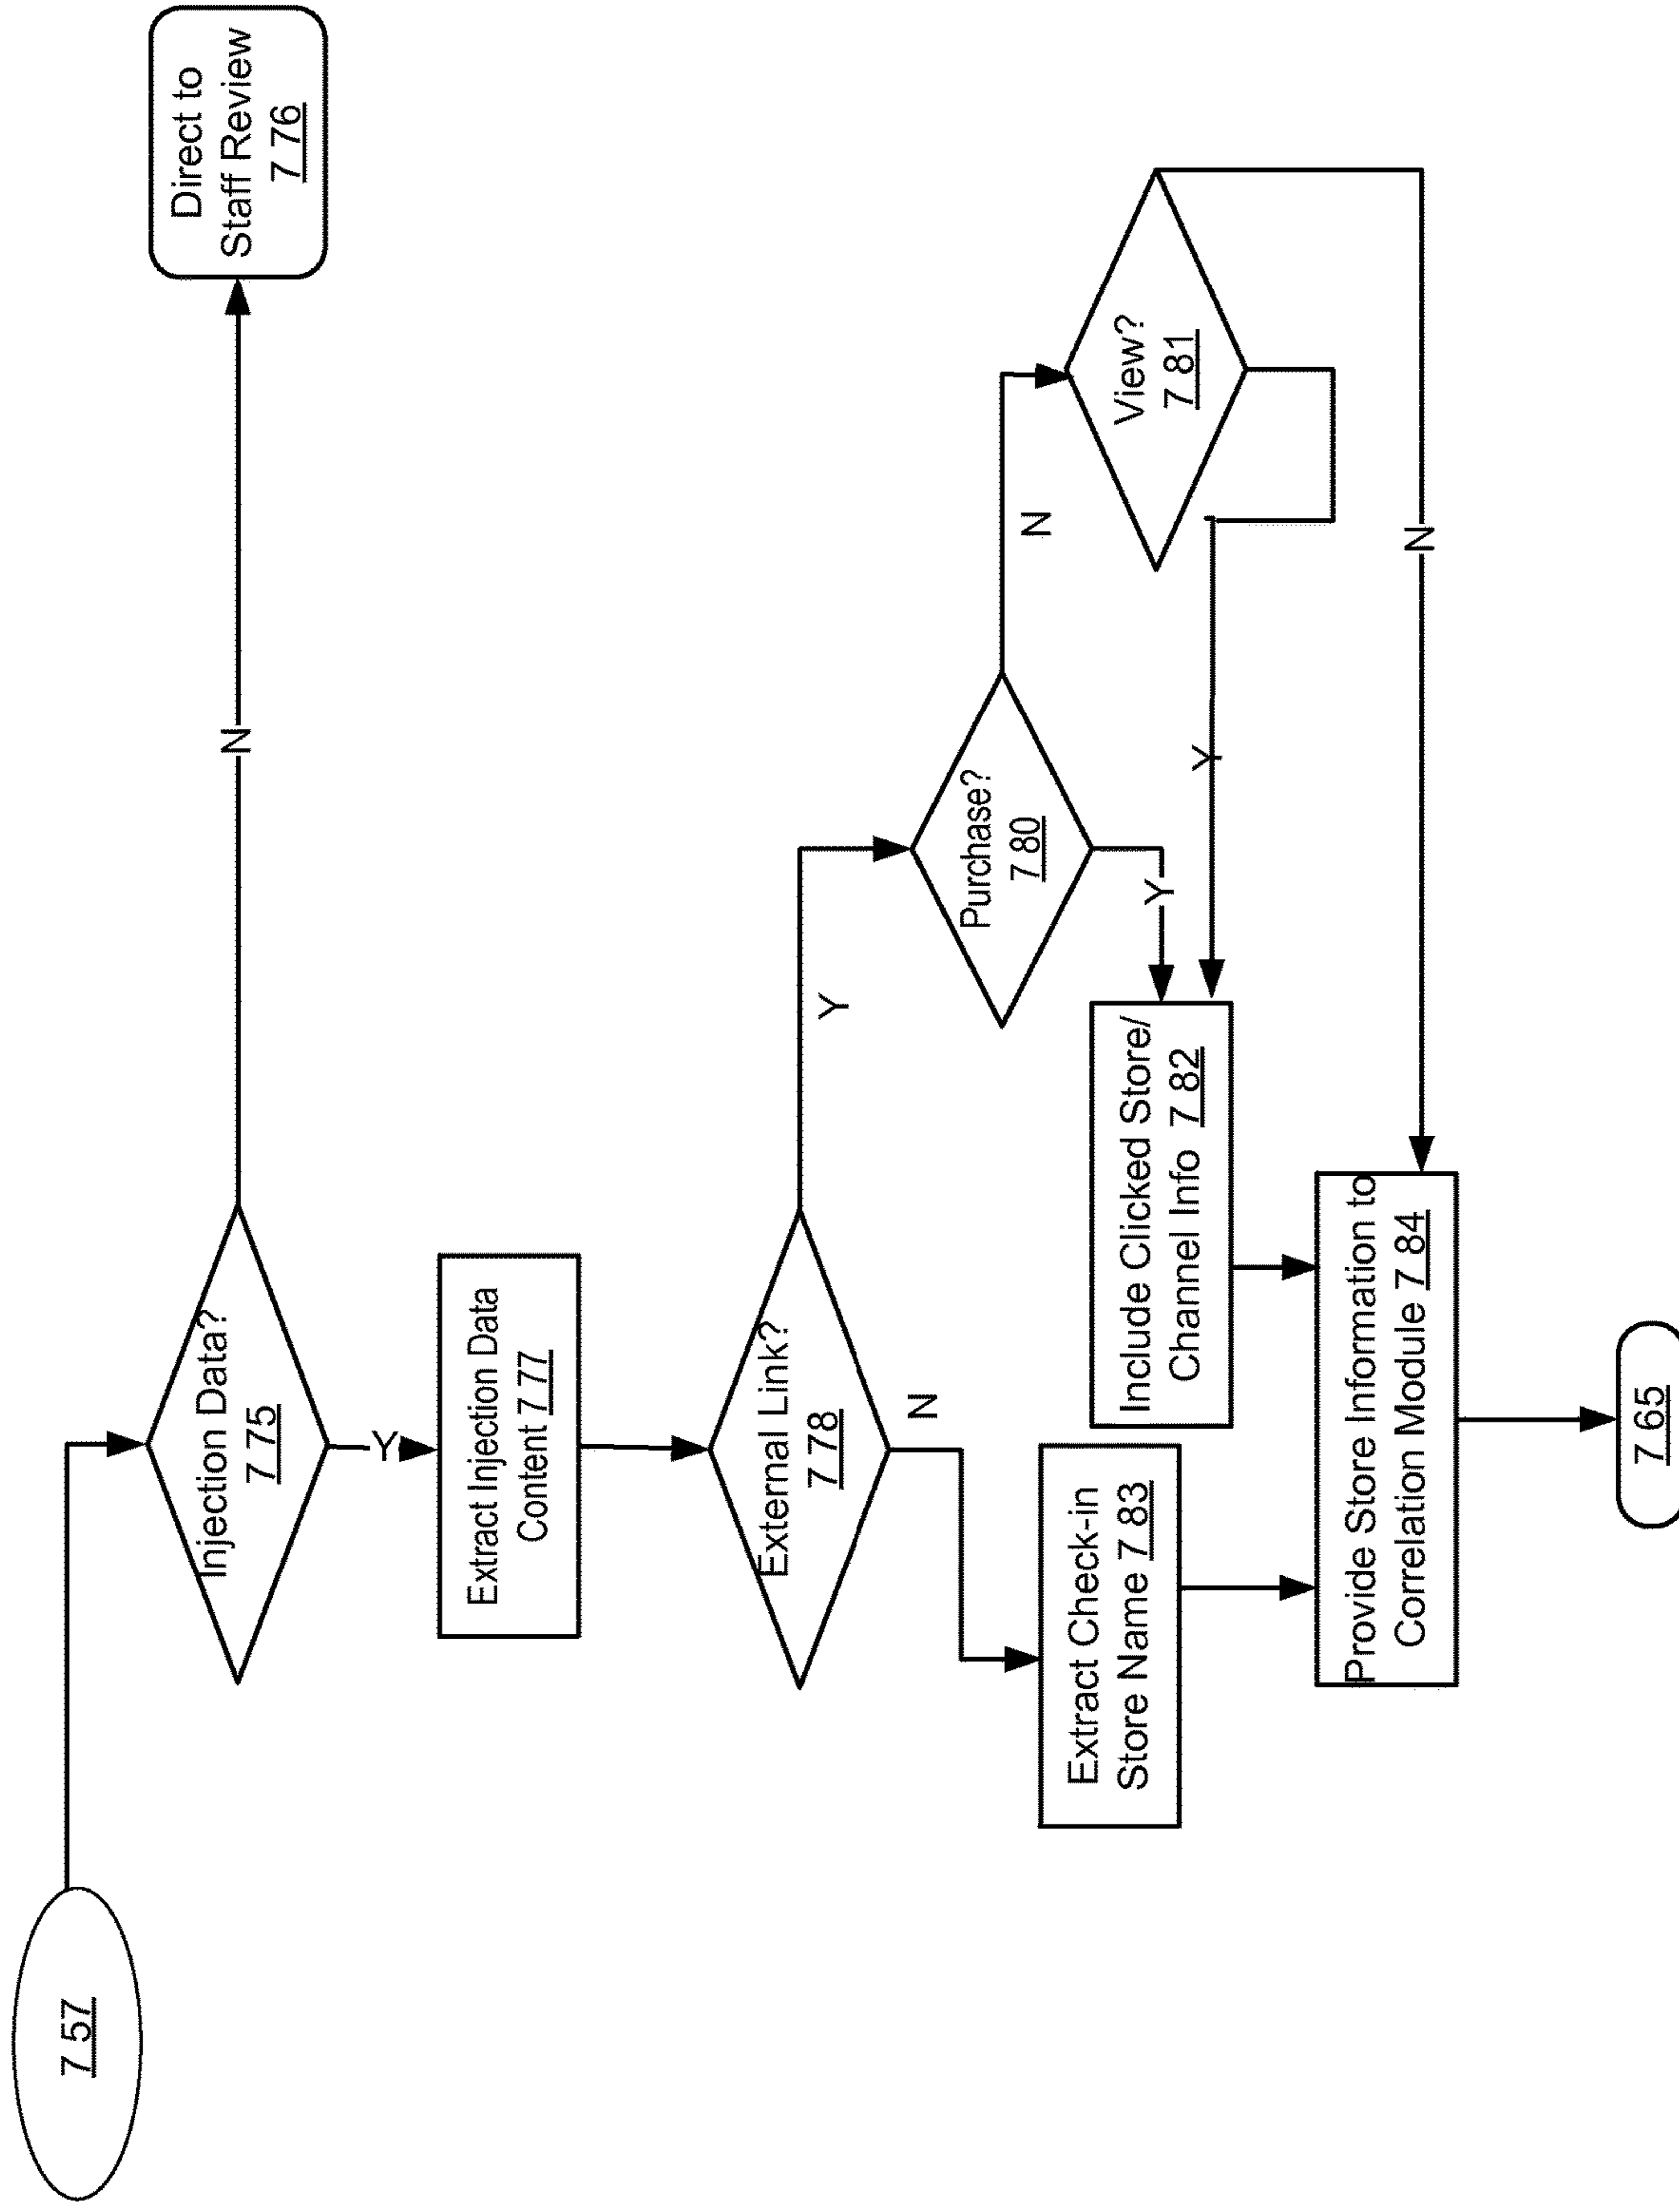 7 57
Injection Data?
7 75
N
Direct to
Staff Review
7 76
Y
Extract Injection Data
Content 7 77
External Link?
7 78
Y
N
Purchase?
7 80
N
Y
View?
7 81
Y
N
Extract Check-in
Store Name 7 83
Include Clicked Store/
Channel Info 7 82
Provide Store Information to
Correlation Module 7 84
7 65